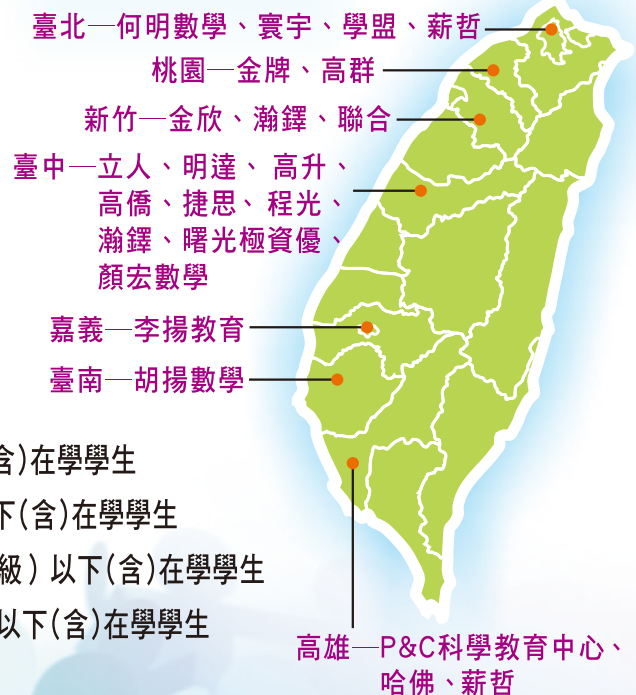 臺北—何明數學、寰宇、學盟、薪哲
桃園—金牌、高群
新竹—金欣、瀚鐸、聯合
臺中—立人、明達、高升、
高僑、捷思、程光、
瀚鐸、曙光極資優、
顏宏數學
嘉義—李揚教育
臺南—胡揚數學
含)在學學生
下(含)在學學生
級）以下(含)在學學生
以下(含)在學學生
高雄—P&C科學教育中心、
哈佛、薪哲